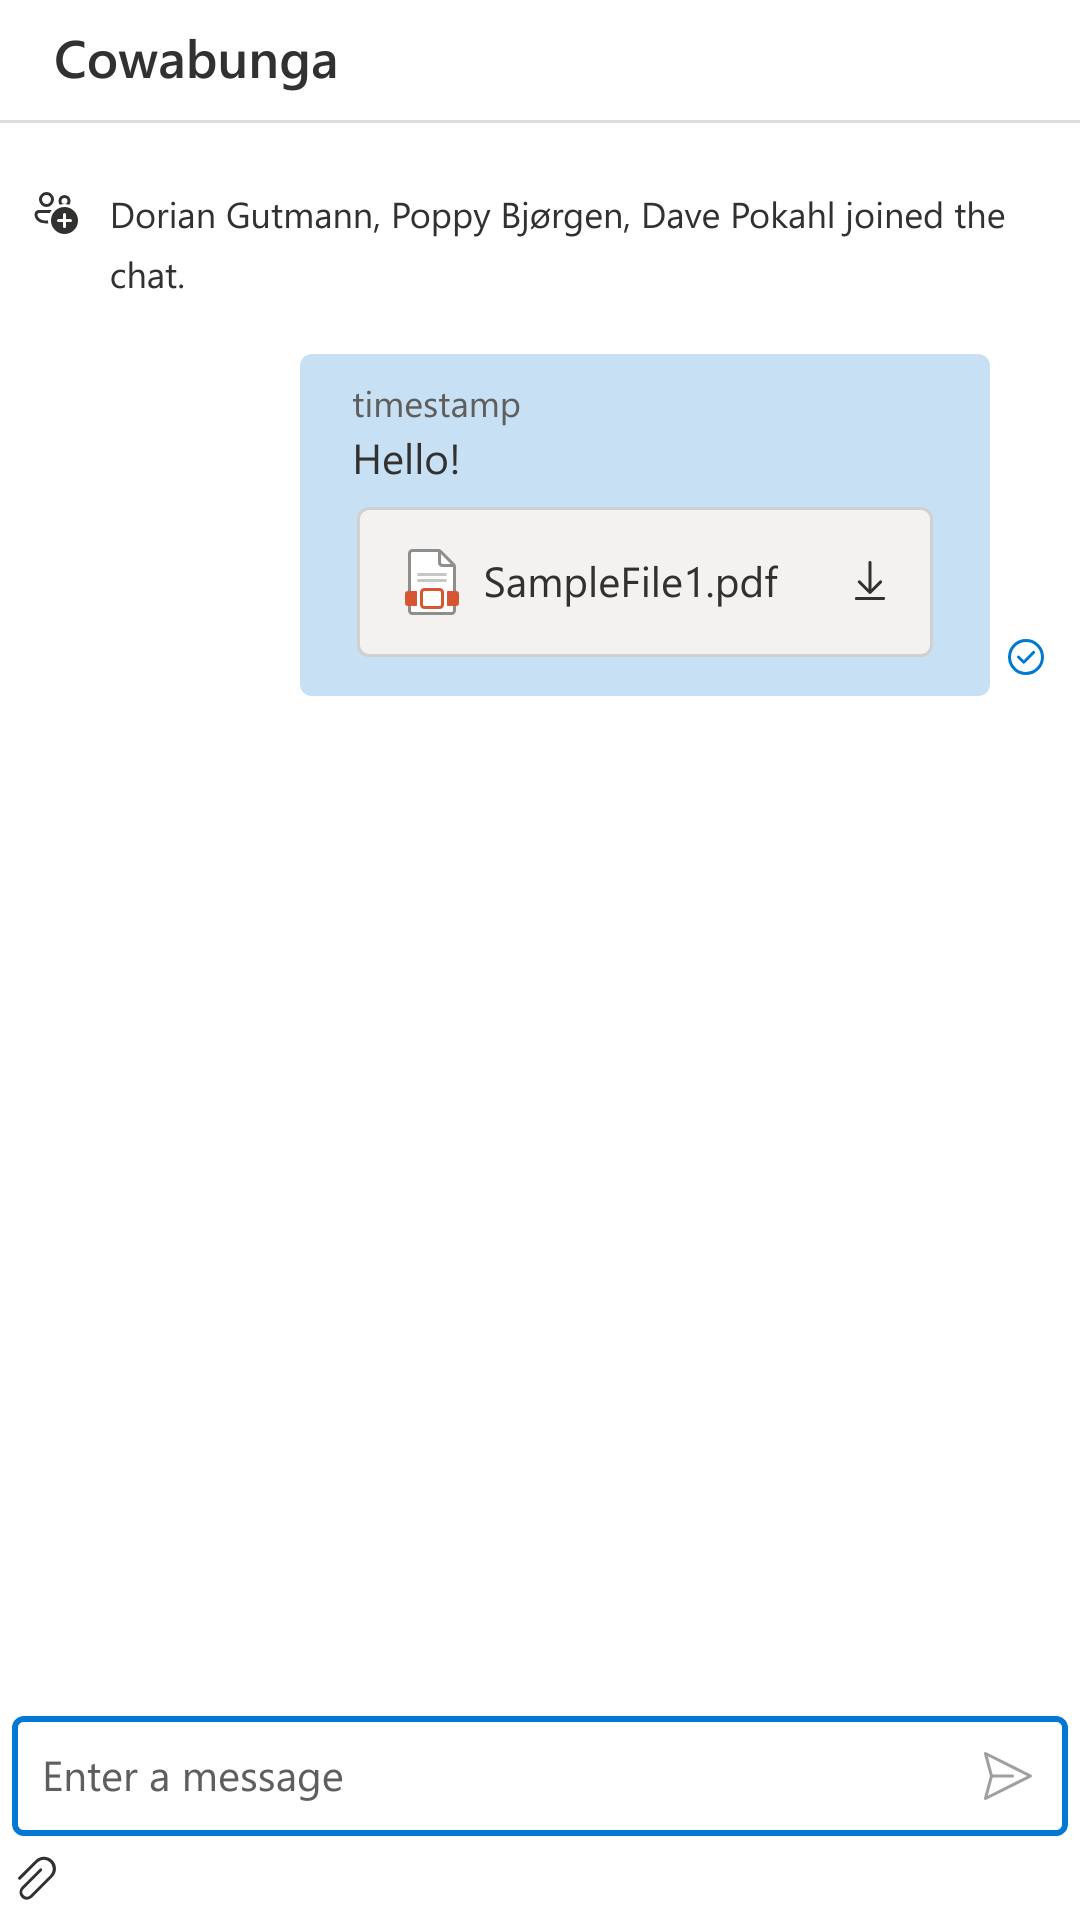 Cowabunga
Dorian Gutmann, Poppy Bjørgen, Dave Pokahl joined the
chat.
timestamp
Hello!
SampleFile1.pdf
Enter a message